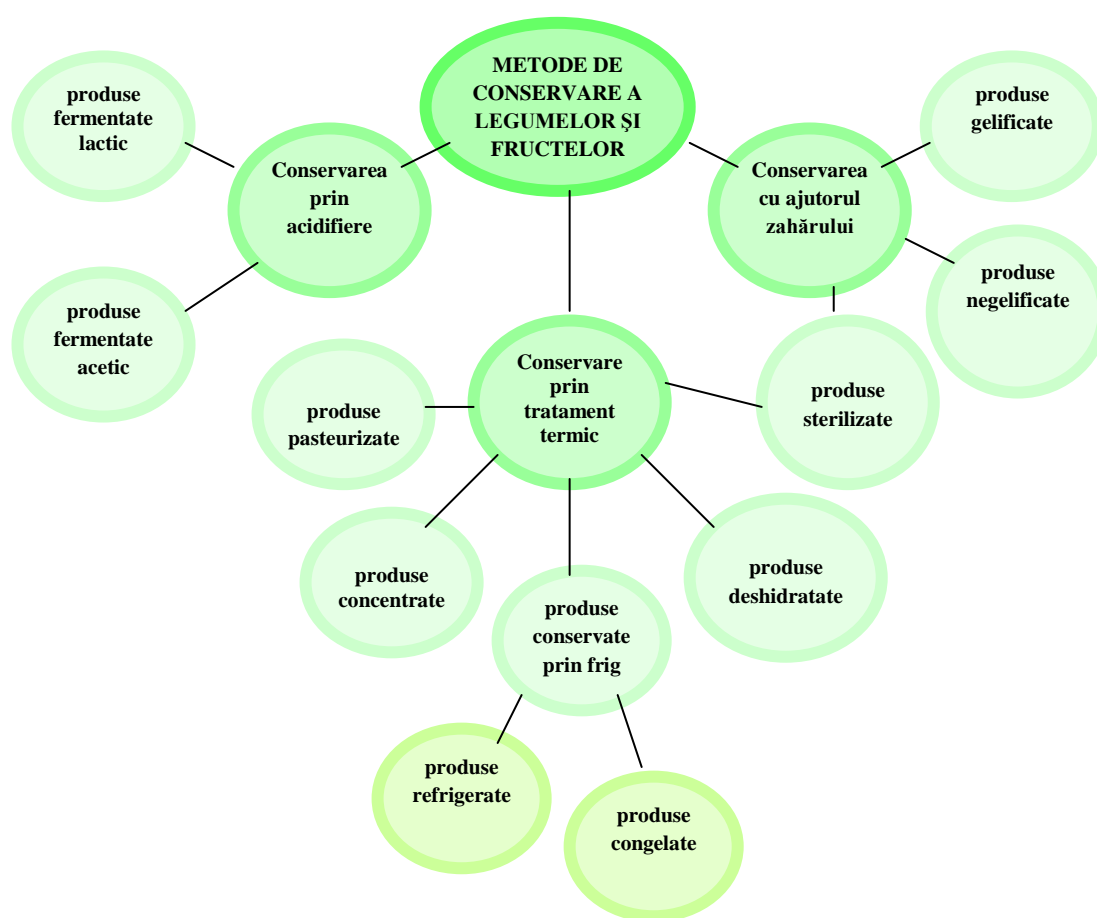 METODE DE
CONSERVARE A
LEGUMELOR ŞI
FRUCTELOR
produse
fermentate
lactic
Conservarea
prin
acidifiere
produse
fermentate
acetic
Conservarea
cu ajutorul
zahărului
produse
gelificate
produse
negelificate
Conservare
prin
tratament
termic
produse
pasteurizate
produse
sterilizate
produse
concentrate
produse
conservate
prin frig
produse
deshidratate
produse
refrigerate
produse
congelate